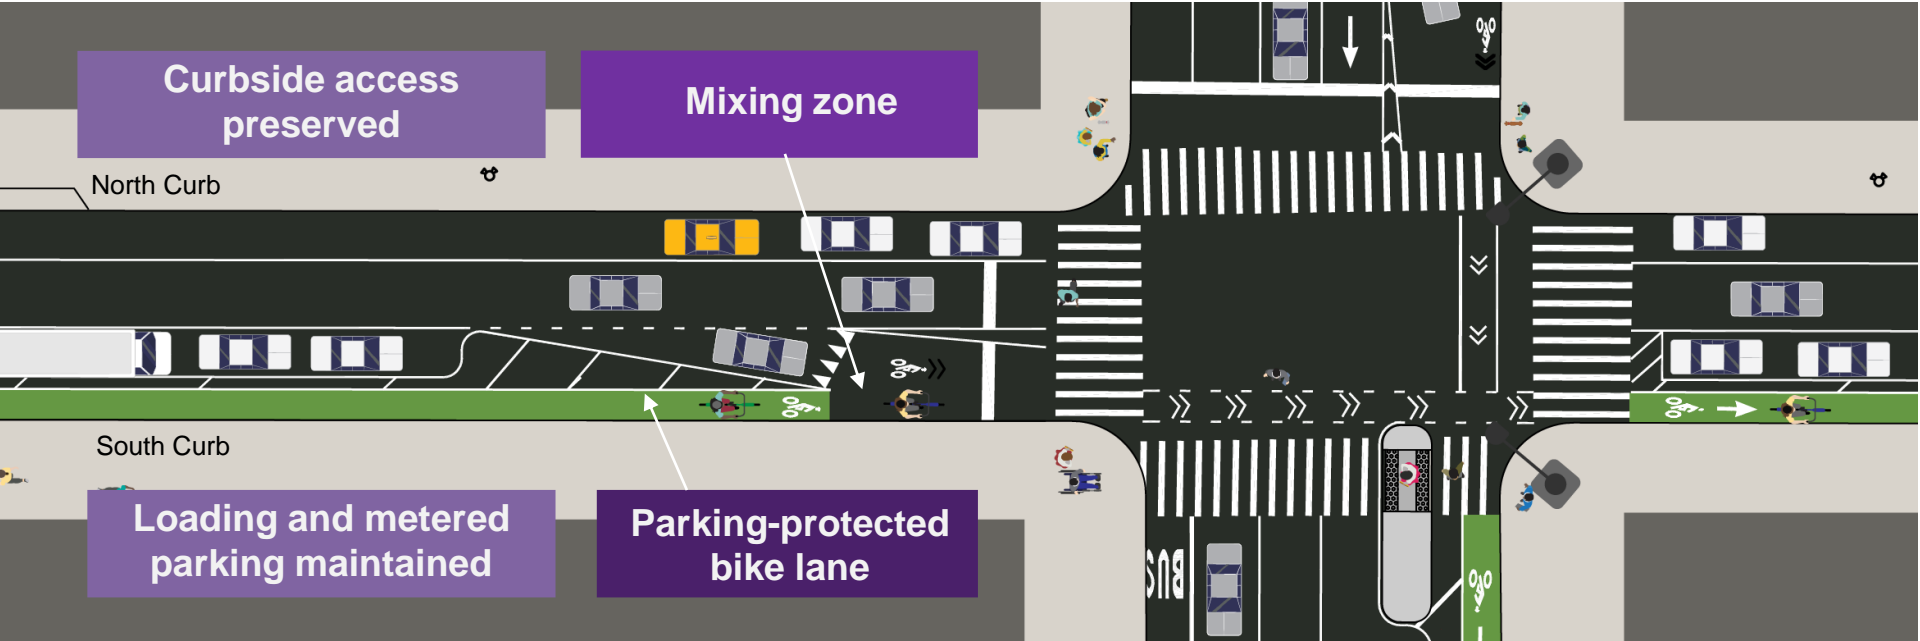 Curbside access
preserved
Mixing zone
North Curb
South Curb
Loading and metered
parking maintained
Parking-protected
bike lane
BUS